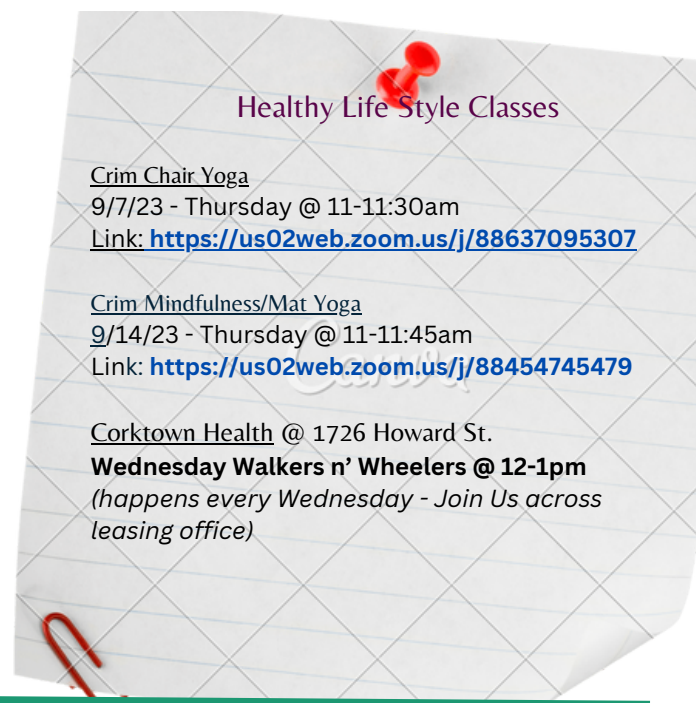 Healthy Life Style Classes
Crim Chair Yoga
9/7/23 - Thursday @ 11-11:30am
Link: https://us02web.zoom.us/j/88637095307
Crim Mindfulness/Mat Yoga
9/14/23 - Thursday @ 11-11:45am
Canva
Link: https://us02web.zoom.us/j/88454745479
Corktown Health @ 1726 Howard St.
Wednesday Walkers n’ Wheelers @ 12-1pm
(happens every Wednesday - Join Us across
leasing office)